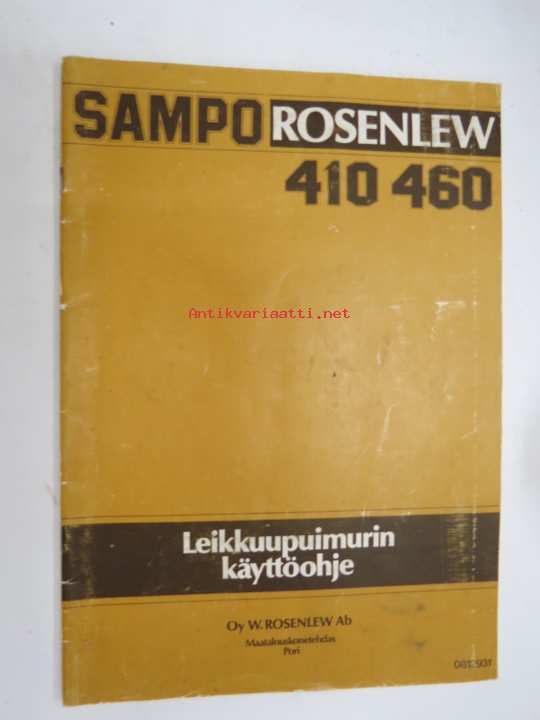 SAMPO ROSENLEW
410 460
Antikvariaatti.net
Leikkuupuimurin
käyttöohje
Oy W. ROSENLEW Ab
Maatalouskonetehdas
Pori